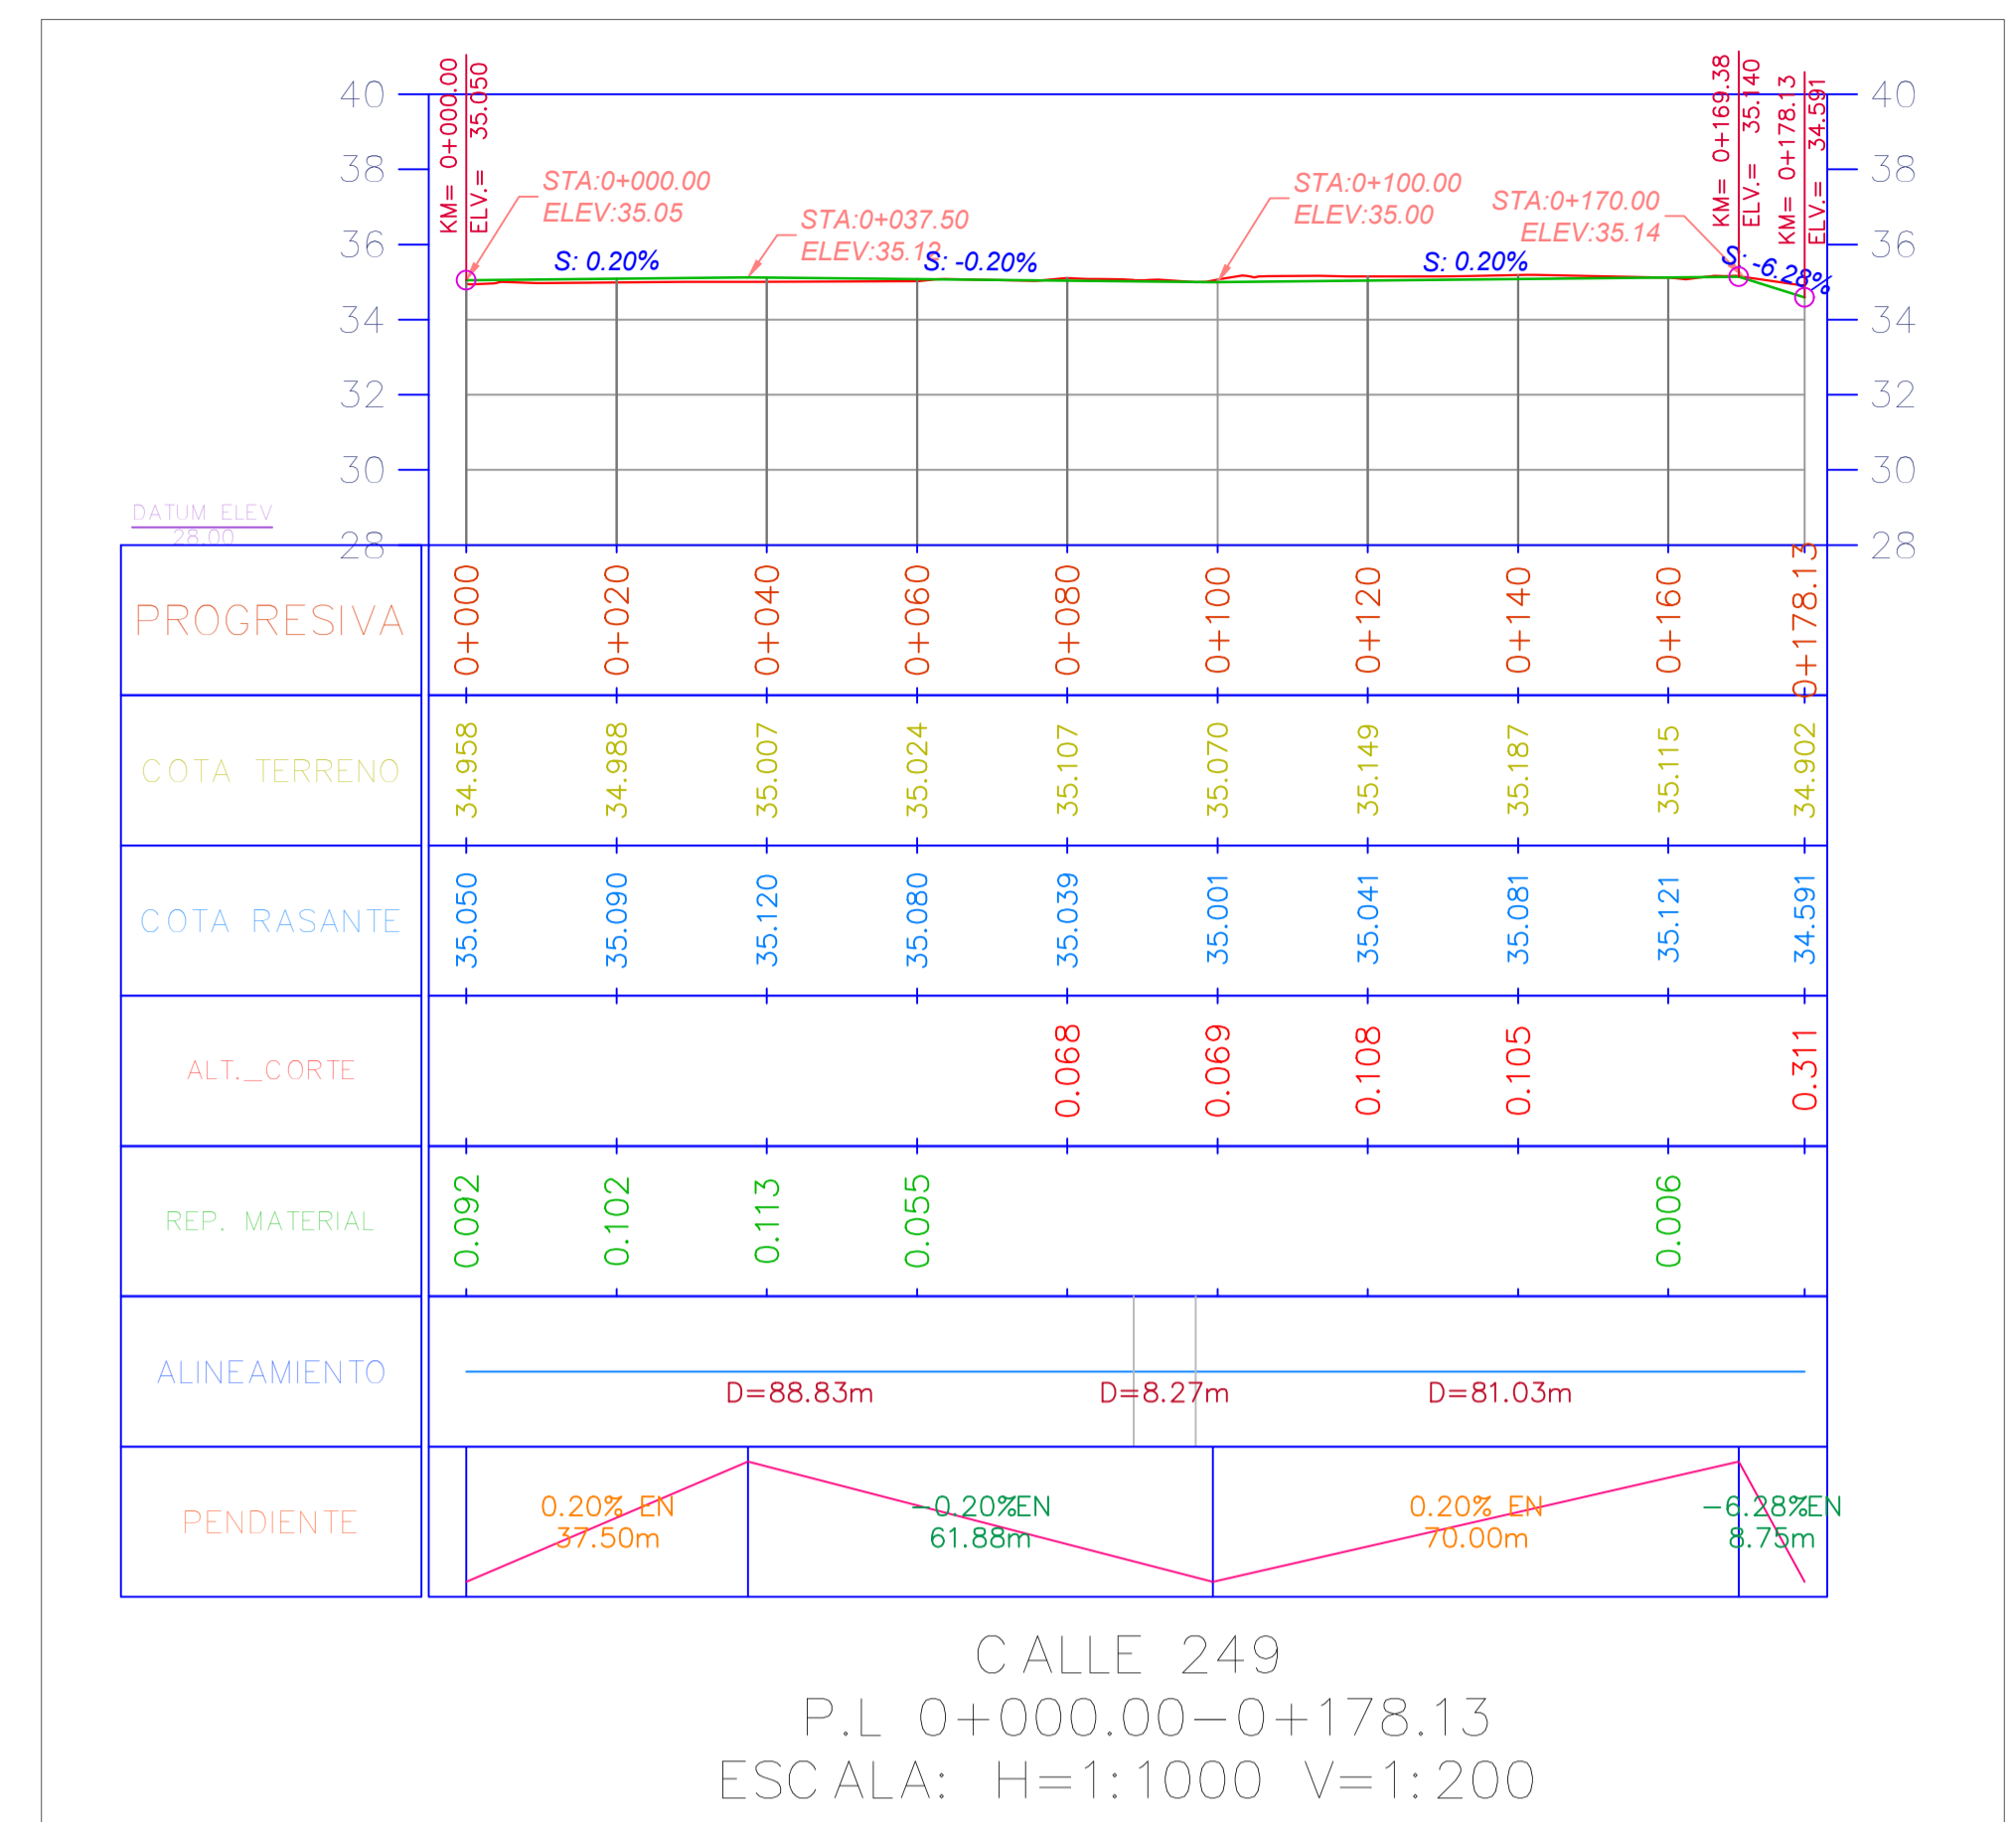 KM= 0+000.00
ELV.= 35.050
KM= 0+169.38
ELV.= 35.140
KM= 0+178.13
ELV.= 34.591
40
38
36
34
32
30
28
40
38
36
34
32
30
28
STA:0+000.00
ELEV:35.05
STA:0+037.50
ELEV:35.12
STA:0+100.00
ELEV:35.00
STA:0+170.00
ELEV:35.14
S: 0.20%
S: -0.20%
S: 0.20%
S: -6.28%
DATUM ELEV
28.00
PROGRESIVA 0+000 0+020 0+040 0+060 0+080 0+100 0+120 0+140 0+160 0+178.13
COTA TERRENO 34.958 34.988 35.007 35.024 35.107 35.070 35.149 35.187 35.115 34.902
COTA RASANTE 35.050 35.090 35.120 35.080 35.039 35.001 35.041 35.081 35.121 34.591
ALT._CORTE 0.068 0.069 0.108 0.105 0.311
REP. MATERIAL 0.092 0.102 0.113 0.055 0.006
ALINEAMIENTO D=88.83m D=8.27m D=81.03m
PENDIENTE
0.20% EN
37.50m
-0.20%EN
61.88m
0.20% EN
70.00m
-6.28%EN
8.75m
CALLE 249
P.L 0+000.00-0+178.13
ESCALA: H=1:1000 V=1:200